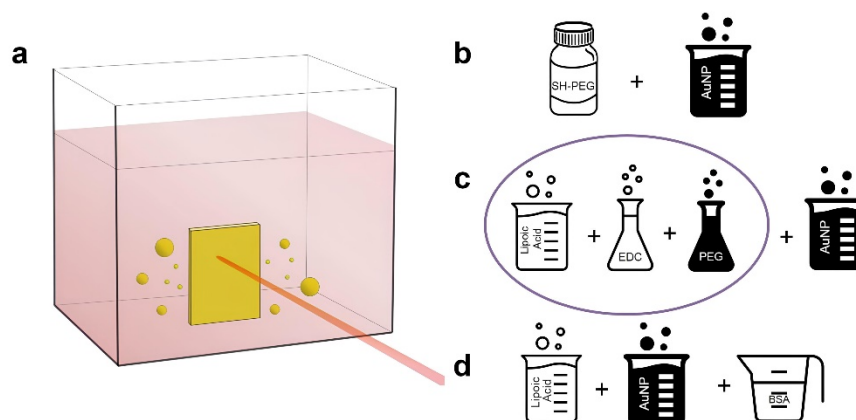 a
b
SH-PEG
+
AuNP
c
Lipoic
Acid
+
EDC
+
PEG
+
AuNP
d
Lipoic
Acid
+
AuNP
+
BSA